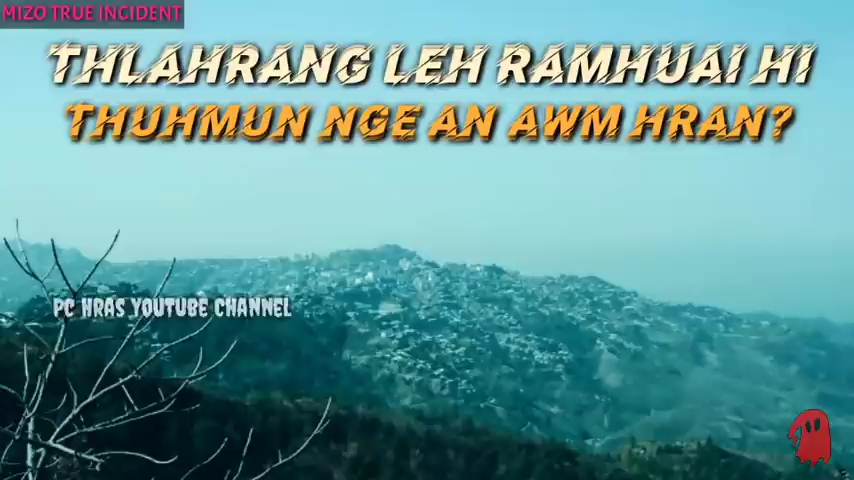 MIZO TRUE INCIDENT
THLAHRANG LEH RAMHUAI HI
THUHMUN NGE AN AWM HRAN?
PC HRAS YOUTUBE CHANNEL